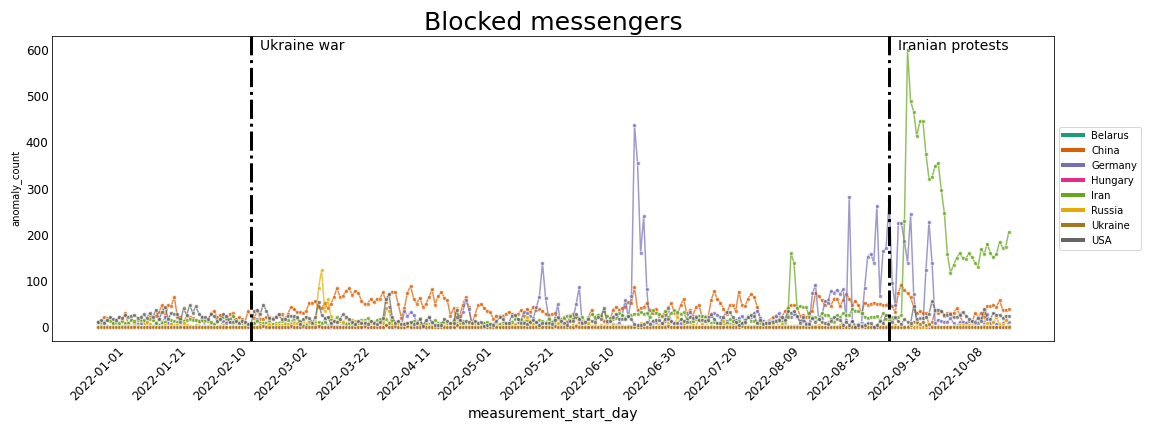 Blocked messengers
Ukraine war
Iranian protests
600
500
400
300
200
100
0
anomaly_count
2022-01-01
2022-01-21
2022-02-10
2022-03-02
2022-03-22
2022-04-11
2022-05-01
2022-05-21
2022-06-10
2022-06-30
2022-07-20
2022-08-09
2022-08-29
2022-09-18
2022-10-08
measurement_start_day
Belarus
China
Germany
Hungary
Iran
Russia
Ukraine
USA